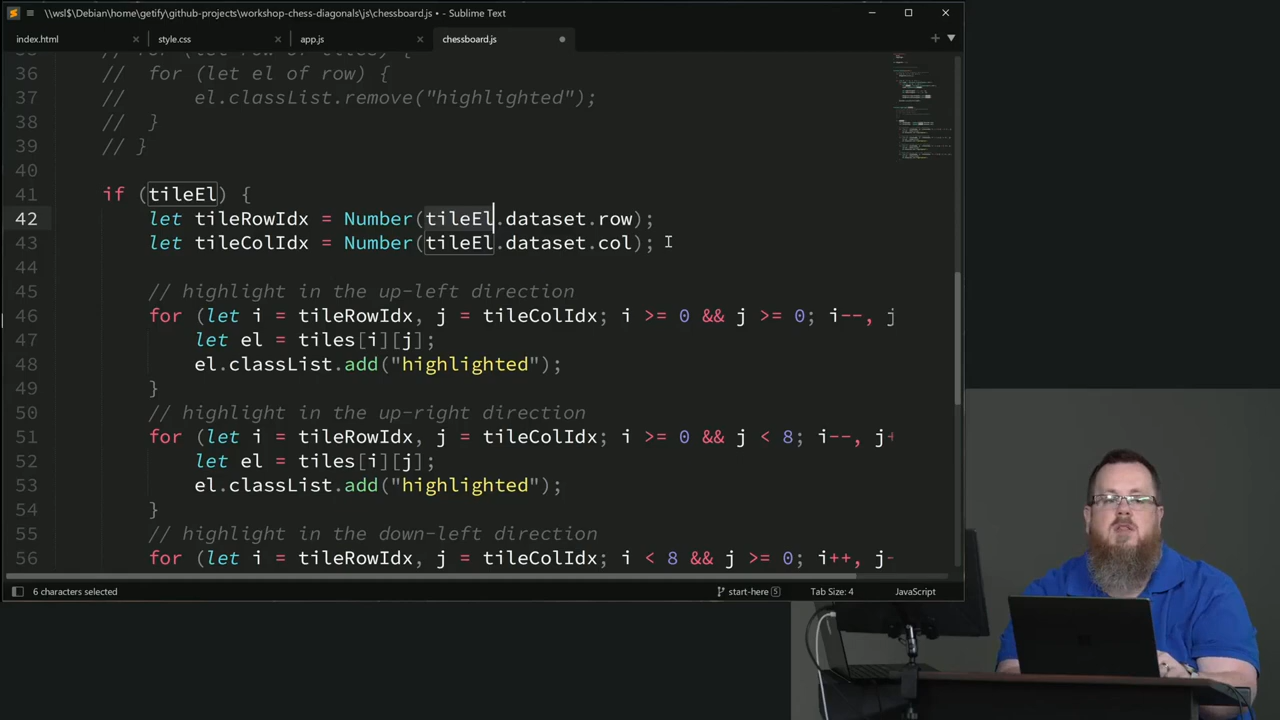 \\wsl$\Debian\home\getify\github-projects\workshop-chess-diagonals\js\chessboard.js • - Sublime Text
index.html
style.css
app.js
chessboard.js
35 // for (let row of tiles) {
36 //  for (let el of row) {
37 //      el.classList.remove("highlighted");
38 //  }
39 // }
40
41 if (tileEl) {
42 let tileRowIdx = Number(tileEl.dataset.row);
43 let tileColIdx = Number(tileEl.dataset.col);
44
45 // highlight in the up-left direction
46 for (let i = tileRowIdx, j = tileColIdx; i >= 0 && j >= 0; i--, j
47 let el = tiles[i][j];
48 el.classList.add("highlighted");
49 }
50 // highlight in the up-right direction
51 for (let i = tileRowIdx, j = tileColIdx; i >= 0 && j < 8; i--, j+
52 let el = tiles[i][j];
53 el.classList.add("highlighted");
54 }
55 // highlight in the down-left direction
56 for (let i = tileRowIdx, j = tileColIdx; i < 8 && j >= 0; i++, j-
6 characters selected
start-here 5
Tab Size: 4
JavaScript